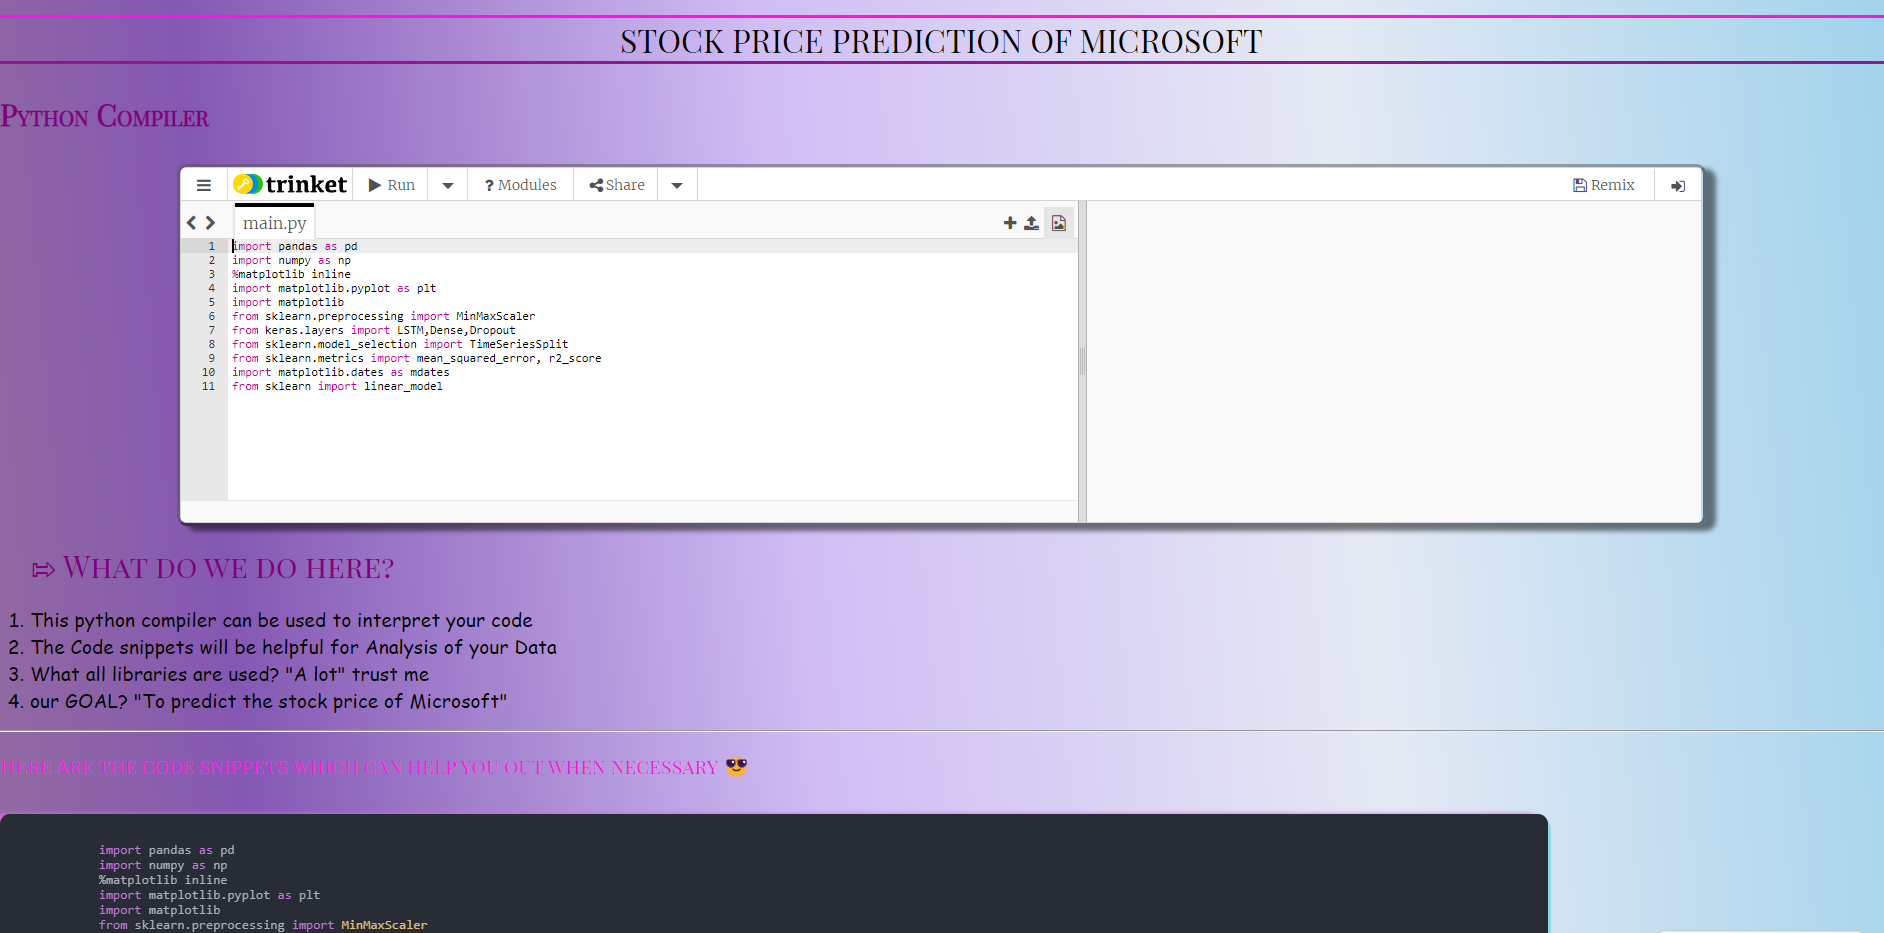 STOCK PRICE PREDICTION OF MICROSOFT
Python Compiler
trinket Run ? Modules Share Remix
main.py
1 import pandas as pd
2 import numpy as np
3 %matplotlib inline
4 import matplotlib.pyplot as plt
5 import matplotlib
6 from sklearn.preprocessing import MinMaxScaler
7 from keras.layers import LSTM,Dense,Dropout
8 from sklearn.model_selection import TimeSeriesSplit
9 from sklearn.metrics import mean_squared_error, r2_score
10 import matplotlib.dates as mdates
11 from sklearn import linear_model
⇰ What do we do here?
1. This python compiler can be used to interpret your code
2. The Code snippets will be helpful for Analysis of your Data
3. What all libraries are used? "A lot" trust me
4. our GOAL? "To predict the stock price of Microsoft"
Here are the code snippets which can help you out when necessary 😎
import pandas as pd
import numpy as np
%matplotlib inline
import matplotlib.pyplot as plt
import matplotlib
from sklearn.preprocessing import MinMaxScaler